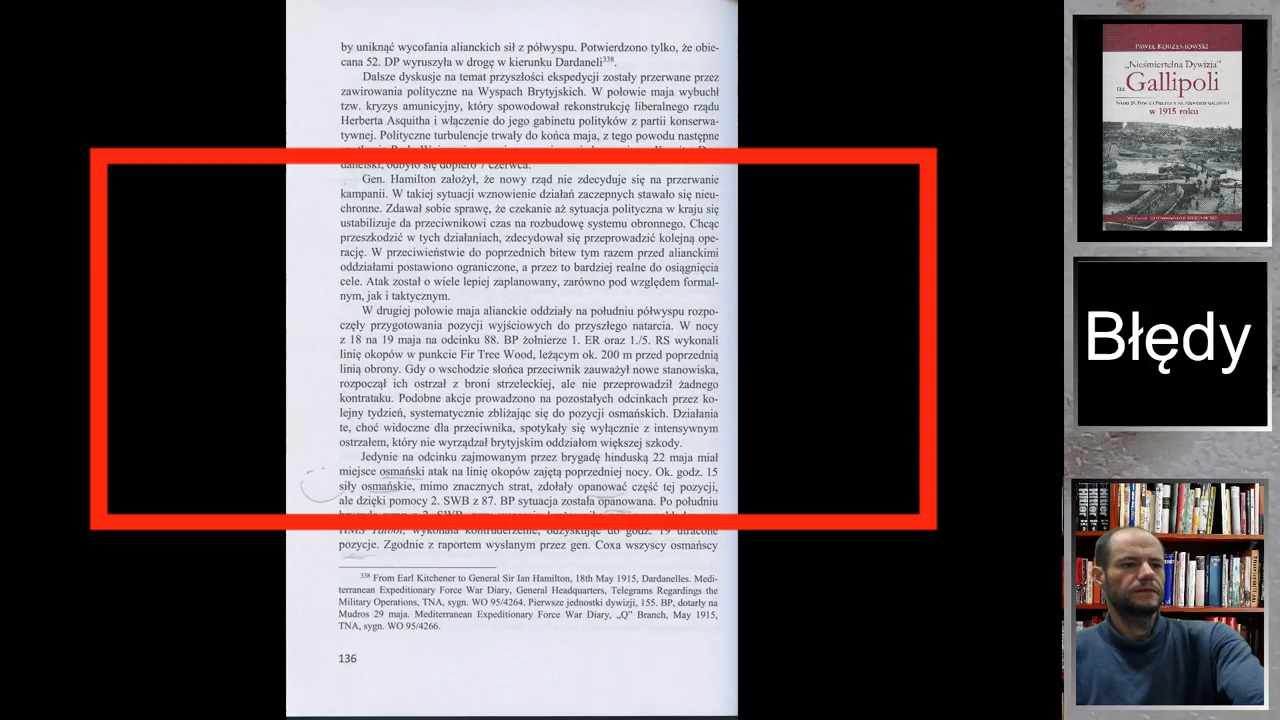 by uniknąć wycofania alianckich sił z półwyspu. Potwierdzono tylko, że obie-
cana 52. DP wyruszyła w drogę w kierunku Dardaneli³³⁸.
Dalsze dyskusje na temat przyszłości ekspedycji zostały przerwane przez
zawirowania polityczne na Wyspach Brytyjskich. W połowie maja wybuchł
tzw. kryzys amunicyjny, który spowodował rekonstrukcję liberalnego rządu
Herberta Asquitha i włączenie do jego gabinetu polityków z partii konserwa-
tywnej. Polityczne turbulencje trwały do końca maja, z tego powodu następne
odbyło się dopiero 7 czerwca.
Gen. Hamilton założył, że nowy rząd nie zdecyduje się na przerwanie
kampanii. W takiej sytuacji wznowienie działań zaczepnych stawało się nieu-
chronne. Zdawał sobie sprawę, że czekanie aż sytuacja polityczna w kraju się
ustabilizuje da przeciwnikowi czas na rozbudowę systemu obronnego. Chcąc
przeszkodzić w tych działaniach, zdecydował się przeprowadzić kolejną ope-
rację. W przeciwieństwie do poprzednich bitew tym razem przed alianckimi
oddziałami postawiono ograniczone, a przez to bardziej realne do osiągnięcia
cele. Atak został o wiele lepiej zaplanowany, zarówno pod względem formal-
nym, jak i taktycznym.
W drugiej połowie maja alianckie oddziały na południu półwyspu rozpo-
częły przygotowania pozycji wyjściowych do przyszłego natarcia. W nocy
z 18 na 19 maja na odcinku 88. BP żołnierze 1. ER oraz 1./5. RS wykonali
linię okopów w punkcie Fir Tree Wood, leżącym ok. 200 m przed poprzednią
linią obrony. Gdy o wschodzie słońca przeciwnik zauważył nowe stanowiska,
rozpoczął ich ostrzał z broni strzeleckiej, ale nie przeprowadził żadnego
kontrataku. Podobne akcje prowadzono na pozostałych odcinkach przez ko-
lejny tydzień, systematycznie zbliżając się do pozycji osmańskich. Działania
te, choć widoczne dla przeciwnika, spotykały się wyłącznie z intensywnym
ostrzałem, który nie wyrządzał brytyjskim oddziałom większej szkody.
Jedynie na odcinku zajmowanym przez brygadę hinduską 22 maja miał
miejsce osmański atak na linię okopów zajętą poprzedniej nocy. Ok. godz. 15
siły osmańskie, mimo znacznych strat, zdołały opanować część tej pozycji,
ale dzięki pomocy 2. SWB z 87. BP sytuacja została opanowana. Po południu
wykonała kontruderzenie, odzyskując do godz. 19 utracone
pozycje. Zgodnie z raportem wysłanym przez gen. Coxa wszyscy osmańscy
³³⁸ From Earl Kitchener to General Sir Ian Hamilton, 18th May 1915, Dardanelles. Medi-
terranean Expeditionary Force War Diary, General Headquarters, Telegrams Regarding the
Military Operations, TNA, sygn. WO 95/4264. Pierwsze jednostki dywizji, 155. BP, dotarły na
Mudros 29 maja. Mediterranean Expeditionary Force War Diary, „Q” Branch, May 1915,
TNA, sygn. WO 95/4266.
136
PAWEŁ KORZENIOWSKI
„Nieśmiertelna Dywizja”
na Gallipoli
w 1915 roku
Błędy